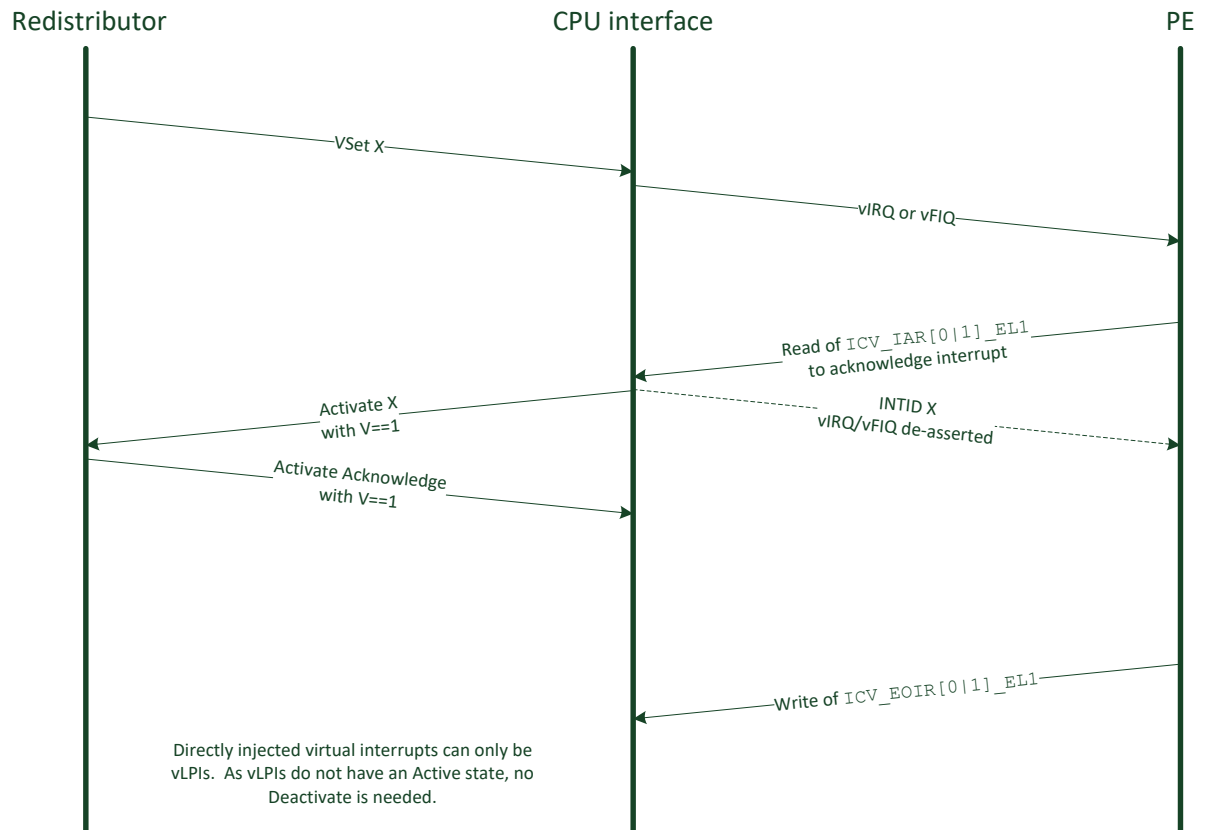 Redistributor
CPU interface
PE
VSet X
vIRQ or vFIQ
Read of ICV_IAR[0|1]_EL1
to acknowledge interrupt
Activate X
with V==1
INTID X
vIRQ/vFIQ de-asserted
Activate Acknowledge
with V==1
Write of ICV_EOIR[0|1]_EL1
Directly injected virtual interrupts can only be
vLPIs.  As vLPIs do not have an Active state, no
Deactivate is needed.